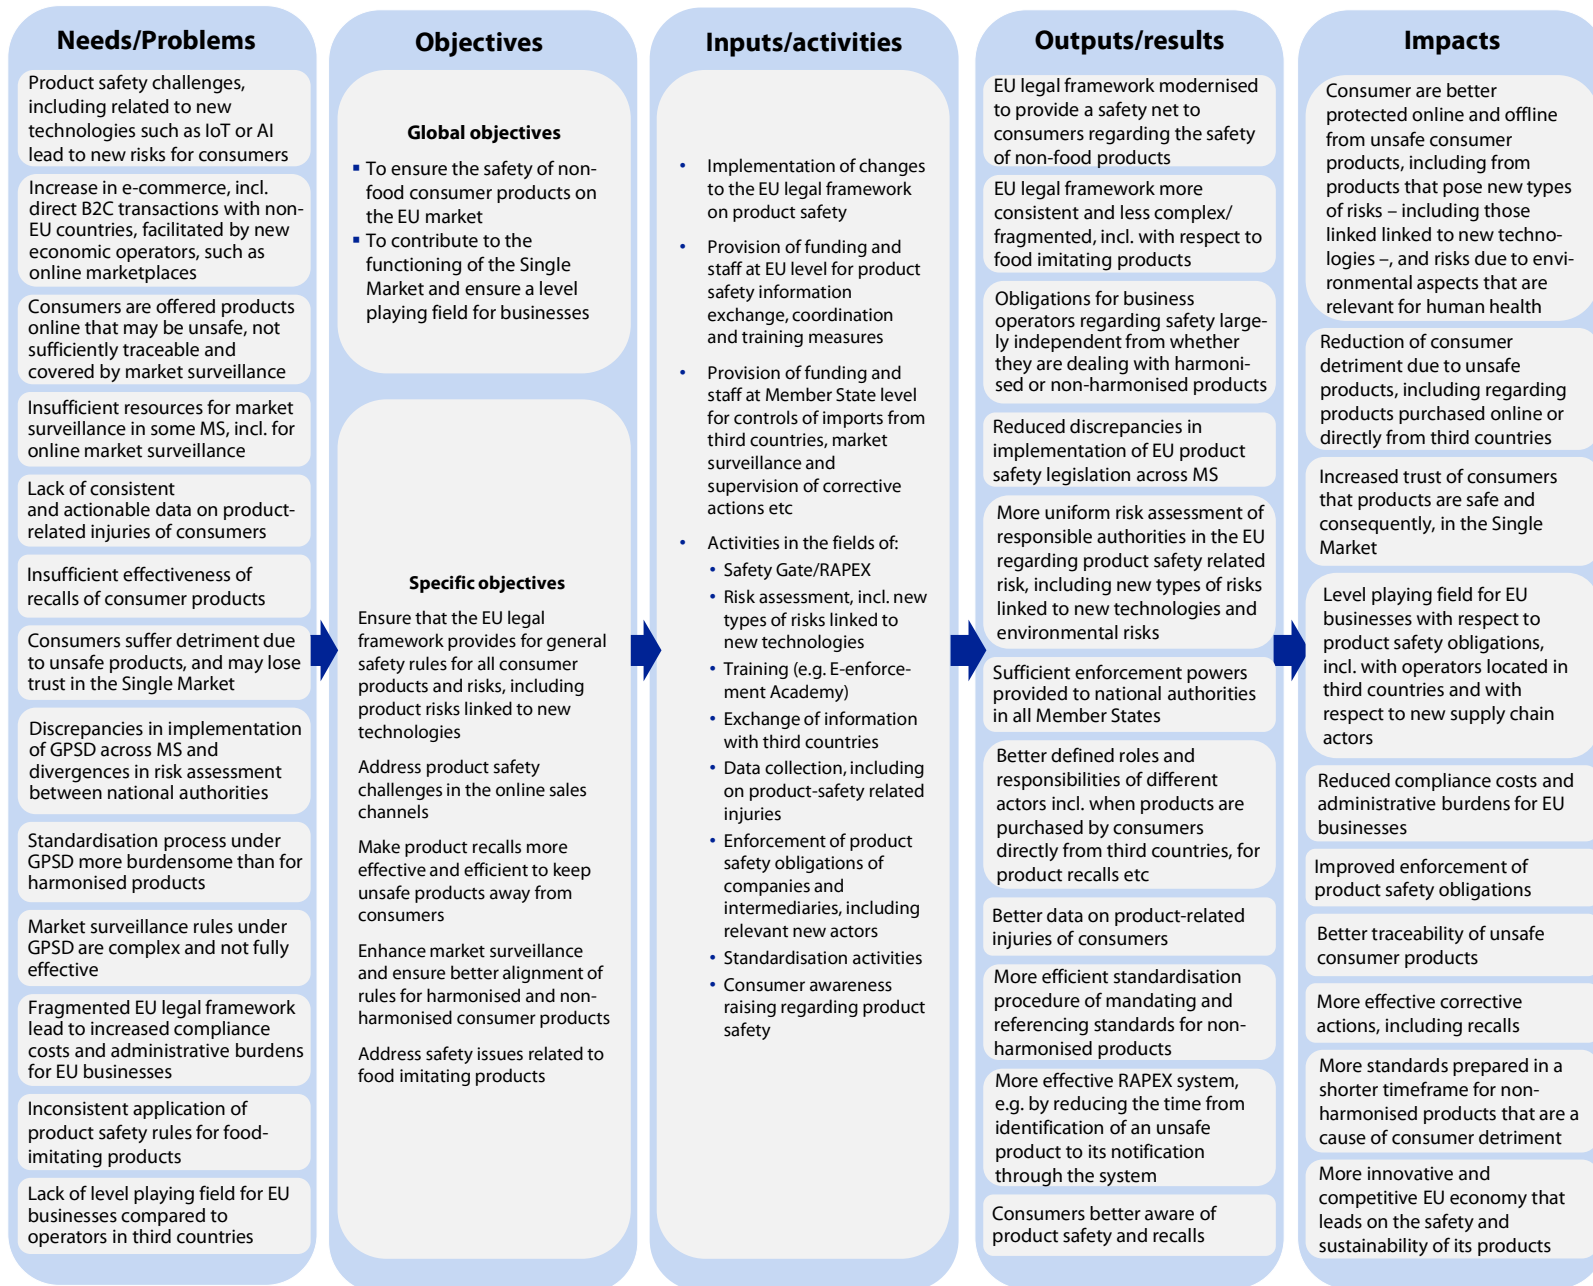 Needs/Problems
Product safety challenges,
including related to new
technologies such as IoT or AI
lead to new risks for consumers
Increase in e-commerce, incl.
direct B2C transactions with non-
EU countries, facilitated by new
economic operators, such as
online marketplaces
Consumers are offered products
online that may be unsafe, not
sufficiently traceable and
covered by market surveillance
Insufficient resources for market
surveillance in some MS, incl. for
online market surveillance
Lack of consistent
and actionable data on product-
related injuries of consumers
Insufficient effectiveness of
recalls of consumer products
Consumers suffer detriment due
to unsafe products, and may lose
trust in the Single Market
Discrepancies in implementation
of GPSD across MS and
divergences in risk assessment
between national authorities
Standardisation process under
GPSD more burdensome than for
harmonised products
Market surveillance rules under
GPSD are complex and not fully
effective
Fragmented EU legal framework
lead to increased compliance
costs and administrative burdens
for EU businesses
Inconsistent application of
product safety rules for food-
imitating products
Lack of level playing field for EU
businesses compared to
operators in third countries
Objectives
Global objectives
▪ To ensure the safety of non-
food consumer products on
the EU market
▪ To contribute to the
functioning of the Single
Market and ensure a level
playing field for businesses
Specific objectives
Ensure that the EU legal
framework provides for general
safety rules for all consumer
products and risks, including
product risks linked to new
technologies
Address product safety
challenges in the online sales
channels
Make product recalls more
effective and efficient to keep
unsafe products away from
consumers
Enhance market surveillance
and ensure better alignment of
rules for harmonised and non-
harmonised consumer products
Address safety issues related to
food imitating products
Inputs/activities
• Implementation of changes
to the EU legal framework
on product safety
• Provision of funding and
staff at EU level for product
safety information
exchange, coordination
and training measures
• Provision of funding and
staff at Member State level
for controls of imports from
third countries, market
surveillance and
supervision of corrective
actions etc
• Activities in the fields of:
• Safety Gate/RAPEX
• Risk assessment, incl. new
types of risks linked to
new technologies
• Training (e.g. E-enforce-
ment Academy)
• Exchange of information
with third countries
• Data collection, including
on product-safety related
injuries
• Enforcement of product
safety obligations of
companies and
intermediaries, including
relevant new actors
• Standardisation activities
• Consumer awareness
raising regarding product
safety
Outputs/results
EU legal framework modernised
to provide a safety net to
consumers regarding the safety
of non-food products
EU legal framework more
consistent and less complex/
fragmented, incl. with respect to
food imitating products
Obligations for business
operators regarding safety large-
ly independent from whether
they are dealing with harmoni-
sed or non-harmonised products
Reduced discrepancies in
implementation of EU product
safety legislation across MS
More uniform risk assessment of
responsible authorities in the EU
regarding product safety related
risk, including new types of risks
linked to new technologies and
environmental risks
Sufficient enforcement powers
provided to national authorities
in all Member States
Better defined roles and
responsibilities of different
actors incl. when products are
purchased by consumers
directly from third countries, for
product recalls etc
Better data on product-related
injuries of consumers
More efficient standardisation
procedure of mandating and
referencing standards for non-
harmonised products
More effective RAPEX system,
e.g. by reducing the time from
identification of an unsafe
product to its notification
through the system
Consumers better aware of
product safety and recalls
Impacts
Consumer are better
protected online and offline
from unsafe consumer
products, including from
products that pose new types
of risks – including those
linked linked to new techno-
logies –, and risks due to envi-
ronmental aspects that are
relevant for human health
Reduction of consumer
detriment due to unsafe
products, including regarding
products purchased online or
directly from third countries
Increased trust of consumers
that products are safe and
consequently, in the Single
Market
Level playing field for EU
businesses with respect to
product safety obligations,
incl. with operators located in
third countries and with
respect to new supply chain
actors
Reduced compliance costs and
administrative burdens for EU
businesses
Improved enforcement of
product safety obligations
Better traceability of unsafe
consumer products
More effective corrective
actions, including recalls
More standards prepared in a
shorter timeframe for non-
harmonised products that are a
cause of consumer detriment
More innovative and
competitive EU economy that
leads on the safety and
sustainability of its products